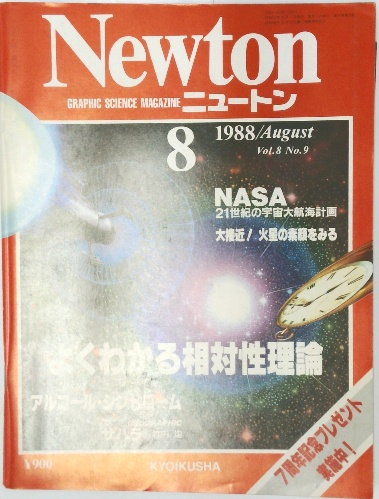 Newton
GRAPHIC SCIENCE MAGAZINE ニュートン
8
1988/August
Vol.8 No.9
NASA
21世紀の宇宙大航海計画
大接近! 火星の素顔をみる
よくわかる相対性理論
アルコール・シンドローム
サハラ
¥900
KYOIKUSHA
7周年記念プレゼント
実施中!